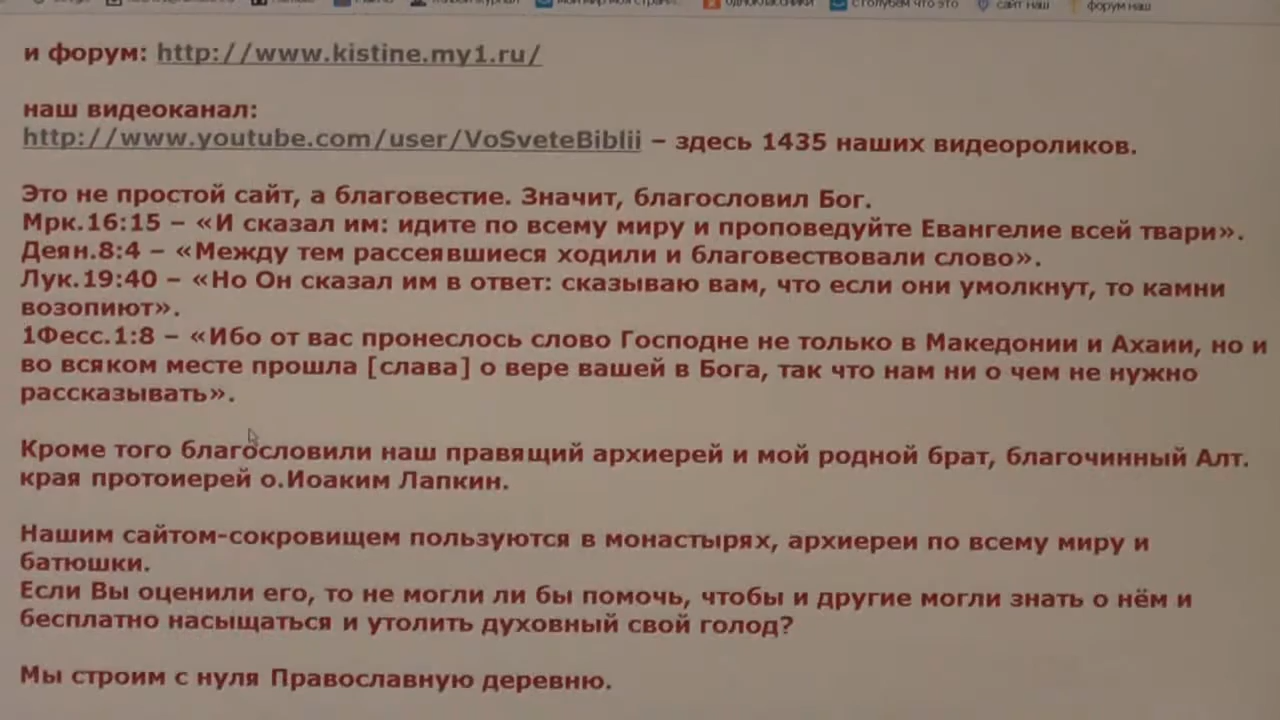 сайт наш форум наш
и форум: http://www.kistine.my1.ru/
наш видеоканал:
http://www.youtube.com/user/VoSveteBiblii – здесь 1435 наших видеороликов.
Это не простой сайт, а благовестие. Значит, благословил Бог.
Мрк.16:15 – «И сказал им: идите по всему миру и проповедуйте Евангелие всей твари».
Деян.8:4 – «Между тем рассеявшиеся ходили и благовествовали слово».
Лук.19:40 – «Но Он сказал им в ответ: сказываю вам, что если они умолкнут, то камни
возопиют».
1Фесс.1:8 – «Ибо от вас пронеслось слово Господне не только в Македонии и Ахаии, но и
во всяком месте прошла [слава] о вере вашей в Бога, так что нам ни о чем не нужно
рассказывать».
Кроме того благословили наш правящий архиерей и мой родной брат, благочинный Алт.
края протоиерей о.Иоаким Лапкин.
Нашим сайтом-сокровищем пользуются в монастырях, архиереи по всему миру и
батюшки.
Если Вы оценили его, то не могли ли бы помочь, чтобы и другие могли знать о нём и
бесплатно насыщаться и утолить духовный свой голод?
Мы строим с нуля Православную деревню.